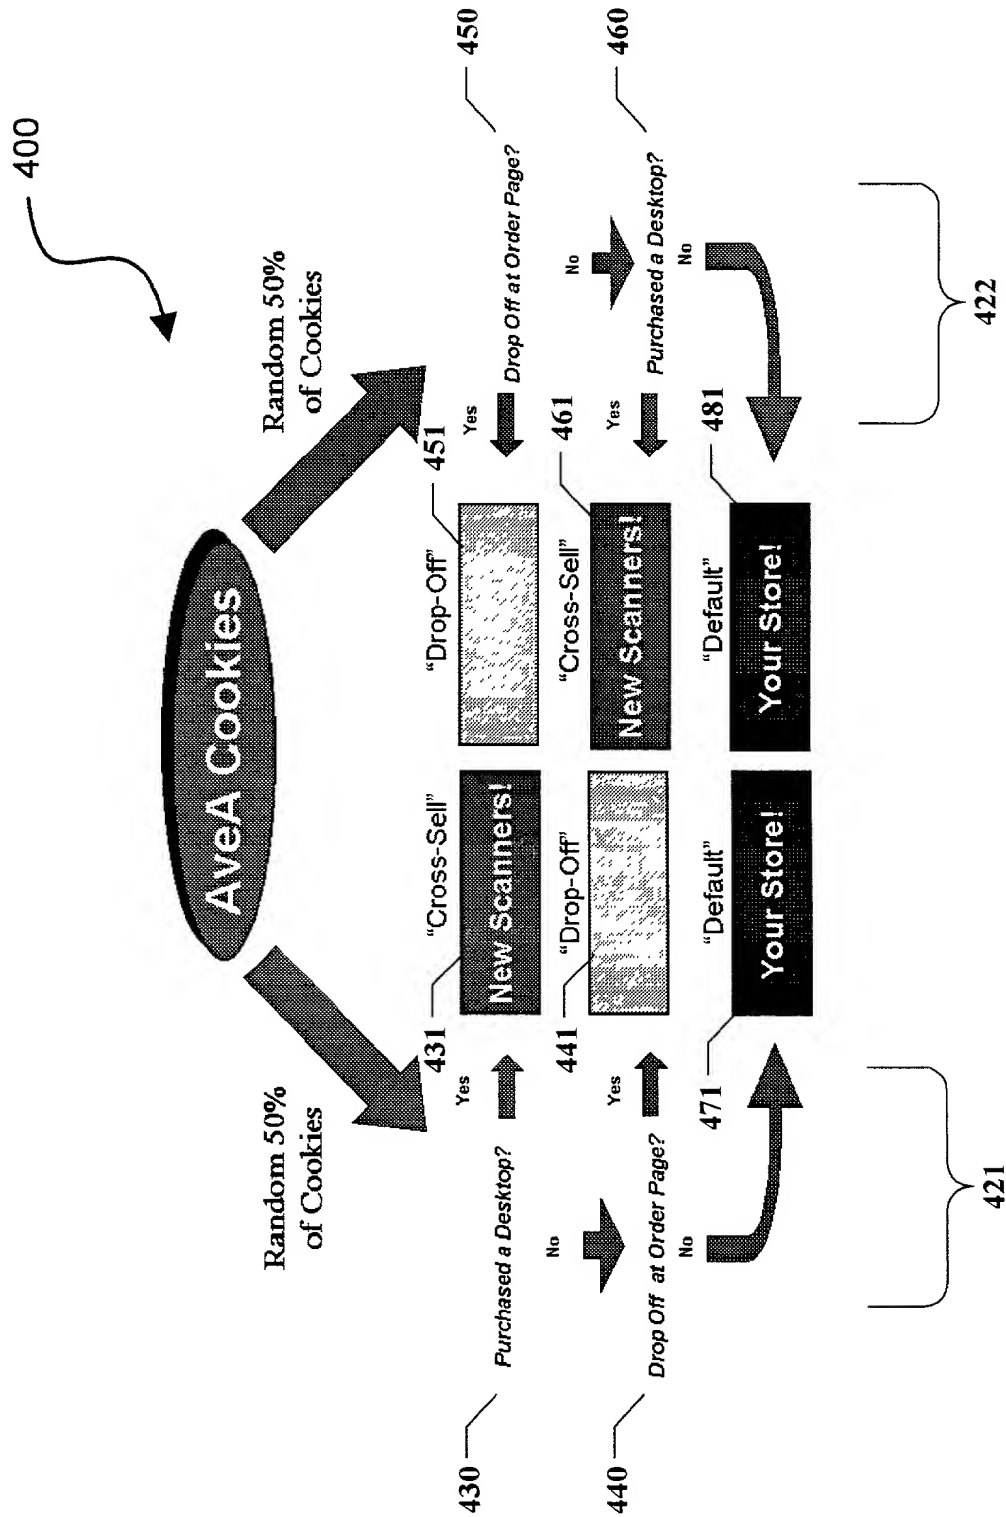 400
AveA Cookies
Random 50%
of Cookies
Random 50%
of Cookies
430
Purchased a Desktop?
Yes
431
"Cross-Sell"
New Scanners!
No
440
Drop Off at Order Page?
Yes
441
"Drop-Off"
No
471
"Default"
Your Store!
421
450
Drop Off at Order Page?
Yes
451
"Drop-Off"
No
460
Purchased a Desktop?
Yes
461
"Cross-Sell"
New Scanners!
No
481
"Default"
Your Store!
422